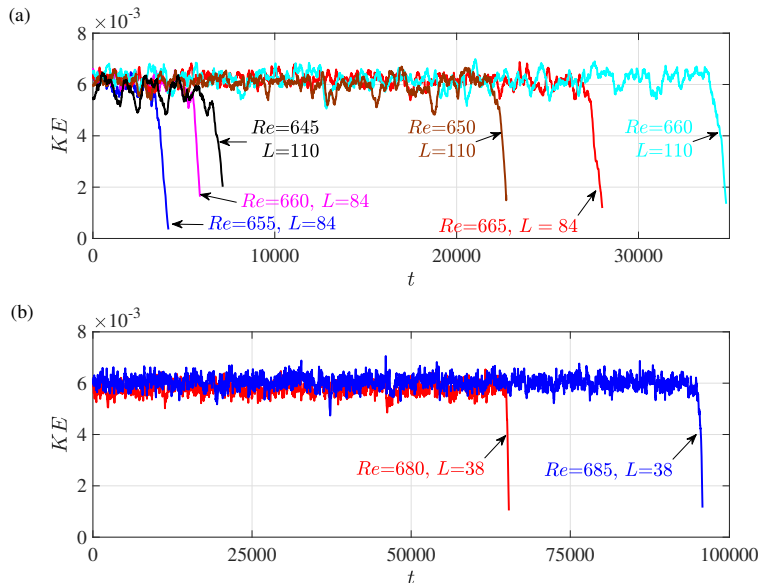 (a)
×10⁻³
8
6
4
2
0
KE
Re=645
L=110
Re=650
L=110
Re=660
L=110
Re=660, L=84
Re=655, L=84
Re=665, L = 84
0 10000 20000 30000
t
(b)
×10⁻³
8
6
4
2
0
KE
Re=680, L=38
Re=685, L=38
0 25000 50000 75000 100000
t